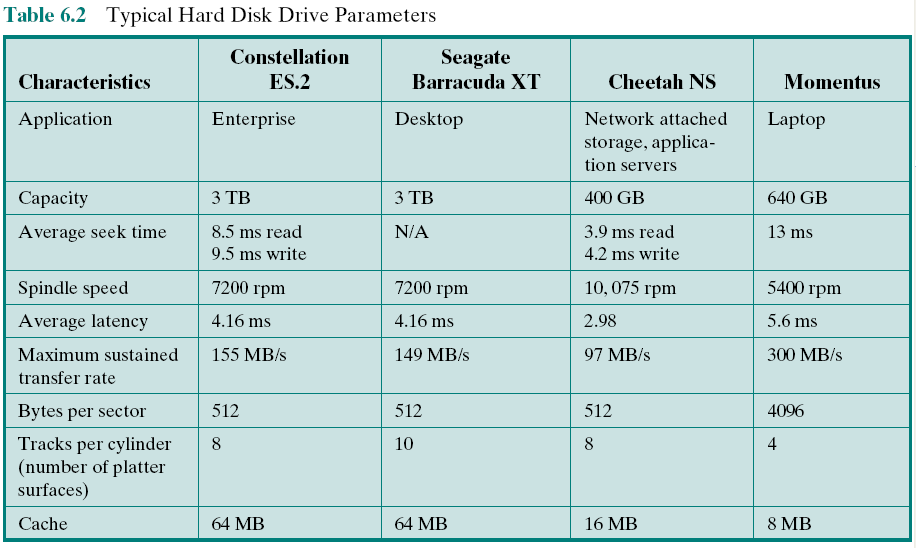 Table 6.2 Typical Hard Disk Drive Parameters
Characteristics Constellation ES.2 Seagate Barracuda XT Cheetah NS Momentus
Application Enterprise Desktop Network attached storage, applica- tion servers Laptop
Capacity 3 TB 3 TB 400 GB 640 GB
Average seek time 8.5 ms read 9.5 ms write N/A 3.9 ms read 4.2 ms write 13 ms
Spindle speed 7200 rpm 7200 rpm 10, 075 rpm 5400 rpm
Average latency 4.16 ms 4.16 ms 2.98 5.6 ms
Maximum sustained transfer rate 155 MB/s 149 MB/s 97 MB/s 300 MB/s
Bytes per sector 512 512 512 4096
Tracks per cylinder (number of platter surfaces) 8 10 8 4
Cache 64 MB 64 MB 16 MB 8 MB